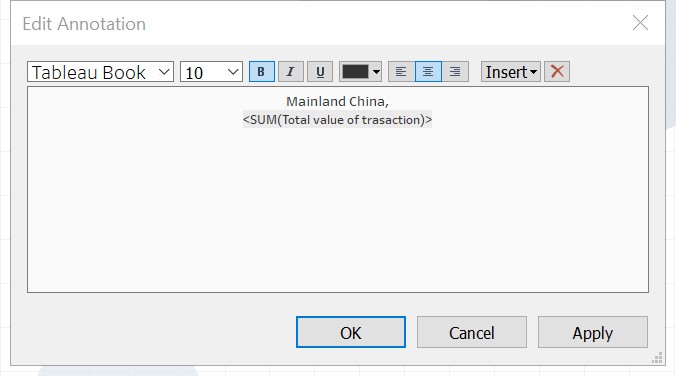 Edit Annotation
Tableau Book 10 B I U Insert
Mainland China,
<SUM(Total value of trasaction)>
OK Cancel Apply